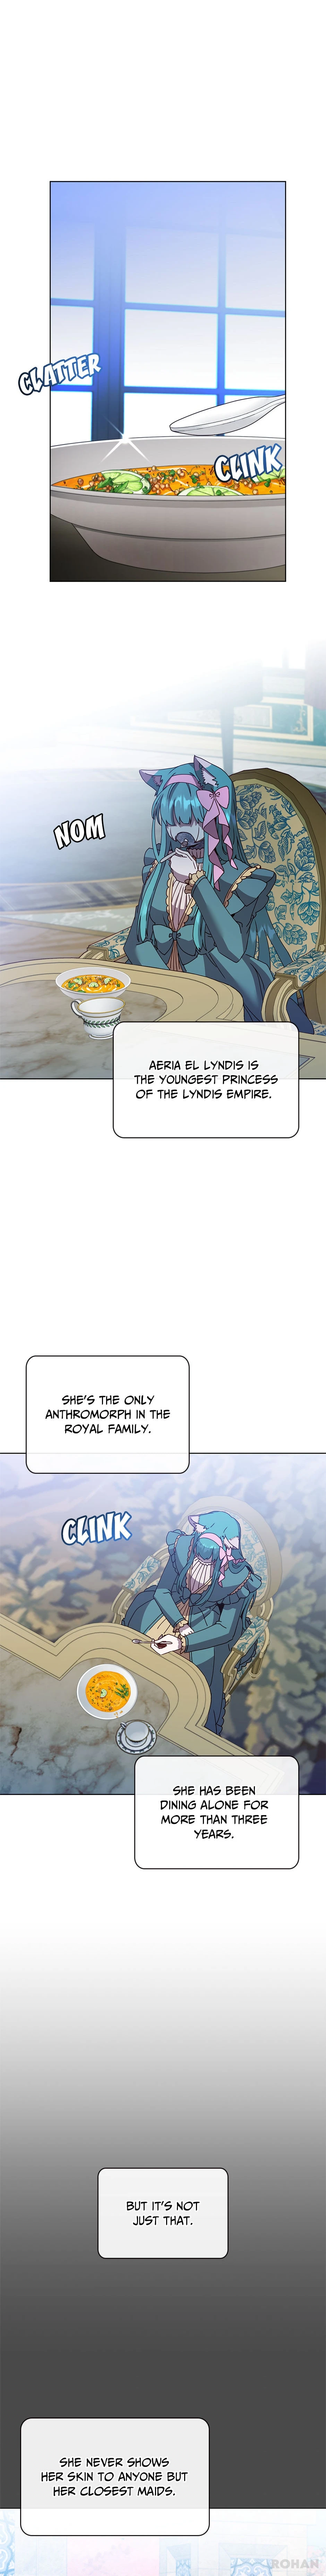 CLATTER
CLINK
NOM
AERIA EL LYNDIS IS
THE YOUNGEST PRINCESS
OF THE LYNDIS EMPIRE.
SHE'S THE ONLY
ANTHROMORPH IN THE
ROYAL FAMILY.
CLINK
SHE HAS BEEN
DINING ALONE FOR
MORE THAN THREE
YEARS.
BUT IT'S NOT
JUST THAT.
SHE NEVER SHOWS
HER SKIN TO ANYONE BUT
HER CLOSEST MAIDS.
ROHAN